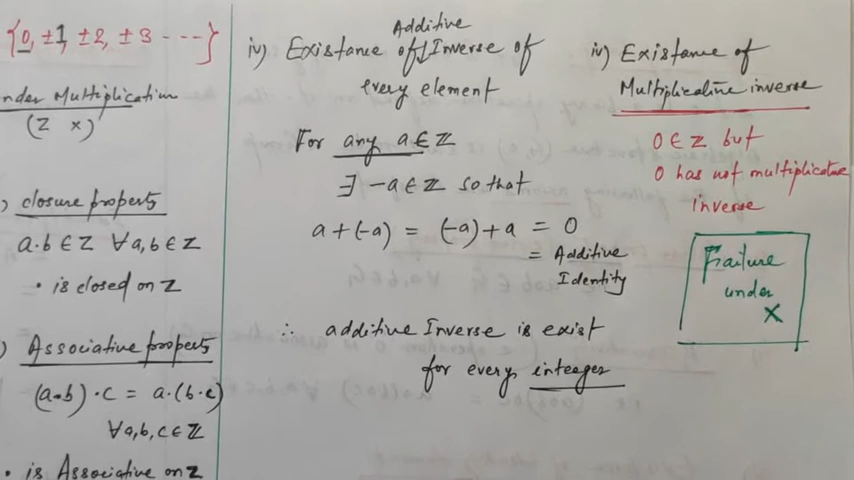 {0, ±1, ±2, ±3 ----}
nder Multiplication
(Z ×)
) closure property
a·b ∈ Z ∀a,b ∈ Z
· is closed on Z
) Associative property
(a·b)·c = a·(b·c)
∀a,b,c ∈ Z
· is Associative on Z
Additive
iv) Existance of ↓ Inverse of
every element
For any a ∈ Z
∃ -a ∈ Z so that
a+(-a) = (-a)+a = 0
= Additive
Identity
∴ additive Inverse is exist
for every integer
iv) Existance of
Multiplicative inverse
0 ∈ Z but
0 has not multiplicative
inverse
Failure
under
×